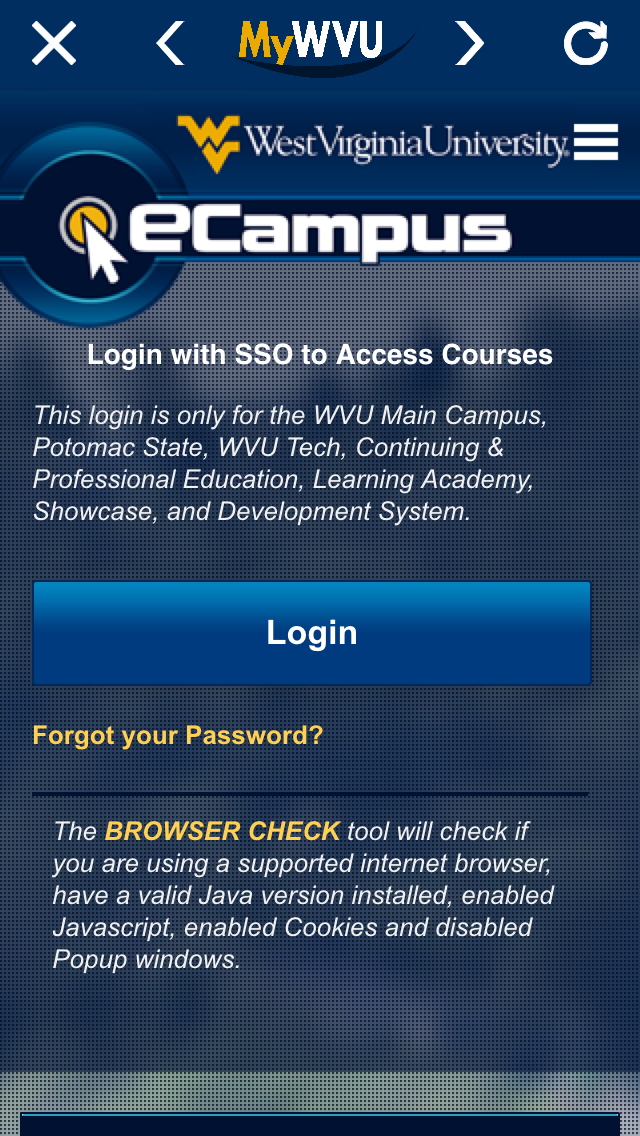 MyWVU
West Virginia University
eCampus
Login with SSO to Access Courses
This login is only for the WVU Main Campus,
Potomac State, WVU Tech, Continuing &
Professional Education, Learning Academy,
Showcase, and Development System.
Login
Forgot your Password?
The BROWSER CHECK tool will check if
you are using a supported internet browser,
have a valid Java version installed, enabled
Javascript, enabled Cookies and disabled
Popup windows.